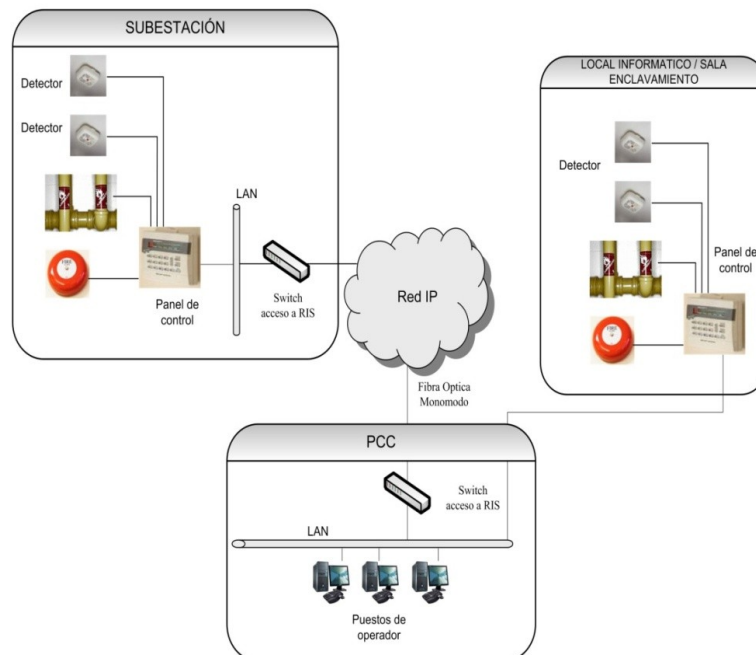 SUBESTACIÓN
Detector
Detector
LAN
Panel de
control
Switch
acceso a RIS
Red IP
Fibra Optica
Monomodo
LOCAL INFORMATICO / SALA
ENCLAVAMIENTO
Detector
Panel de
control
PCC
Switch
acceso a RIS
LAN
Puestos de
operador